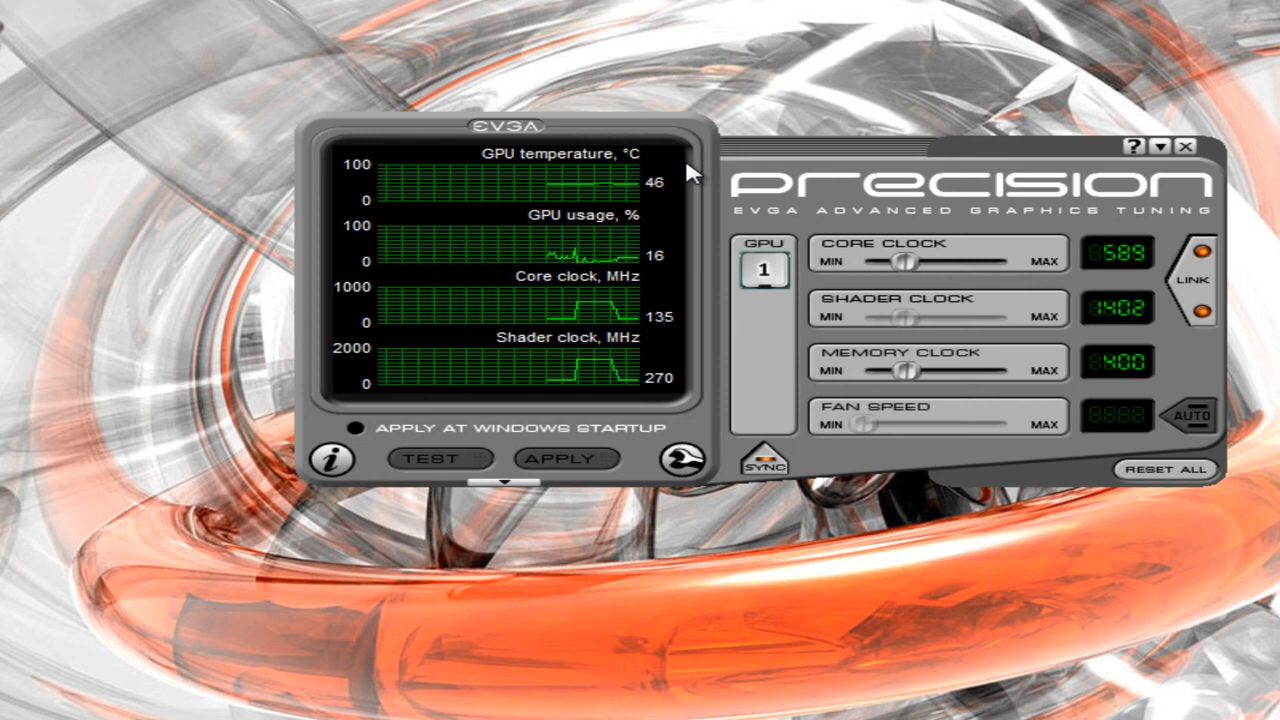 EVGA
GPU temperature, °C
100
0
46
GPU usage, %
100
0
16
Core clock, MHz
1000
0
135
Shader clock, MHz
2000
0
270
APPLY AT WINDOWS STARTUP
i
TEST
APPLY
?
precision
EVGA ADVANCED GRAPHICS TUNING
GPU
1
SYNC
CORE CLOCK
MIN MAX
589
SHADER CLOCK
MIN MAX
1402
MEMORY CLOCK
MIN MAX
400
FAN SPEED
MIN MAX
LINK
AUTO
RESET ALL